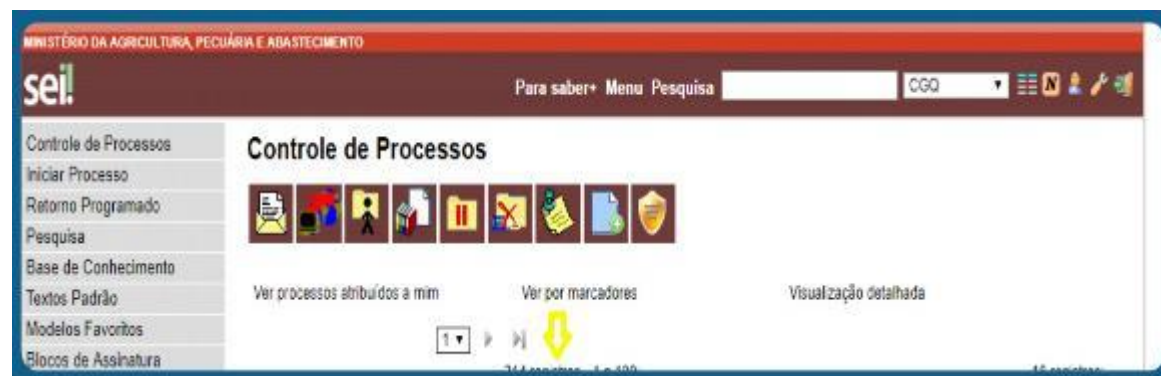 MINISTÉRIO DA AGRICULTURA, PECUÁRIA E ABASTECIMENTO
sei!
Para saber+ Menu Pesquisa CGQ N
Controle de Processos
Iniciar Processo
Retorno Programado
Pesquisa
Base de Conhecimento
Textos Padrão
Modelos Favoritos
Blocos de Assinatura
Controle de Processos
Ver processos atribuídos a mim Ver por marcadores Visualização detalhada
1
registros
registros